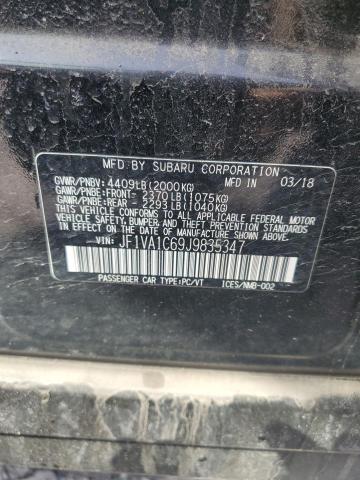 MFD. BY SUBARU CORPORATION
GVWR/PNBV: 4409LB(2000KG) 03/18
GAWR/PNBE:FRONT- 2370LB(1075KG)
GAWR/PNBE:REAR - 2293LB(1040KG)
THIS VEHICLE CONFORMS TO ALL APPLICABLE FEDERAL MOTOR
VEHICLE SAFETY, BUMPER, AND THEFT PREVENTION STANDARDS
IN EFFECT ON THE DATE OF MANUFACTURE SHOWN ABOVE.
VIN: JF1VA1C69J9835347
PASSENGER CAR TYPE:PC/VT ICES/NMB-002